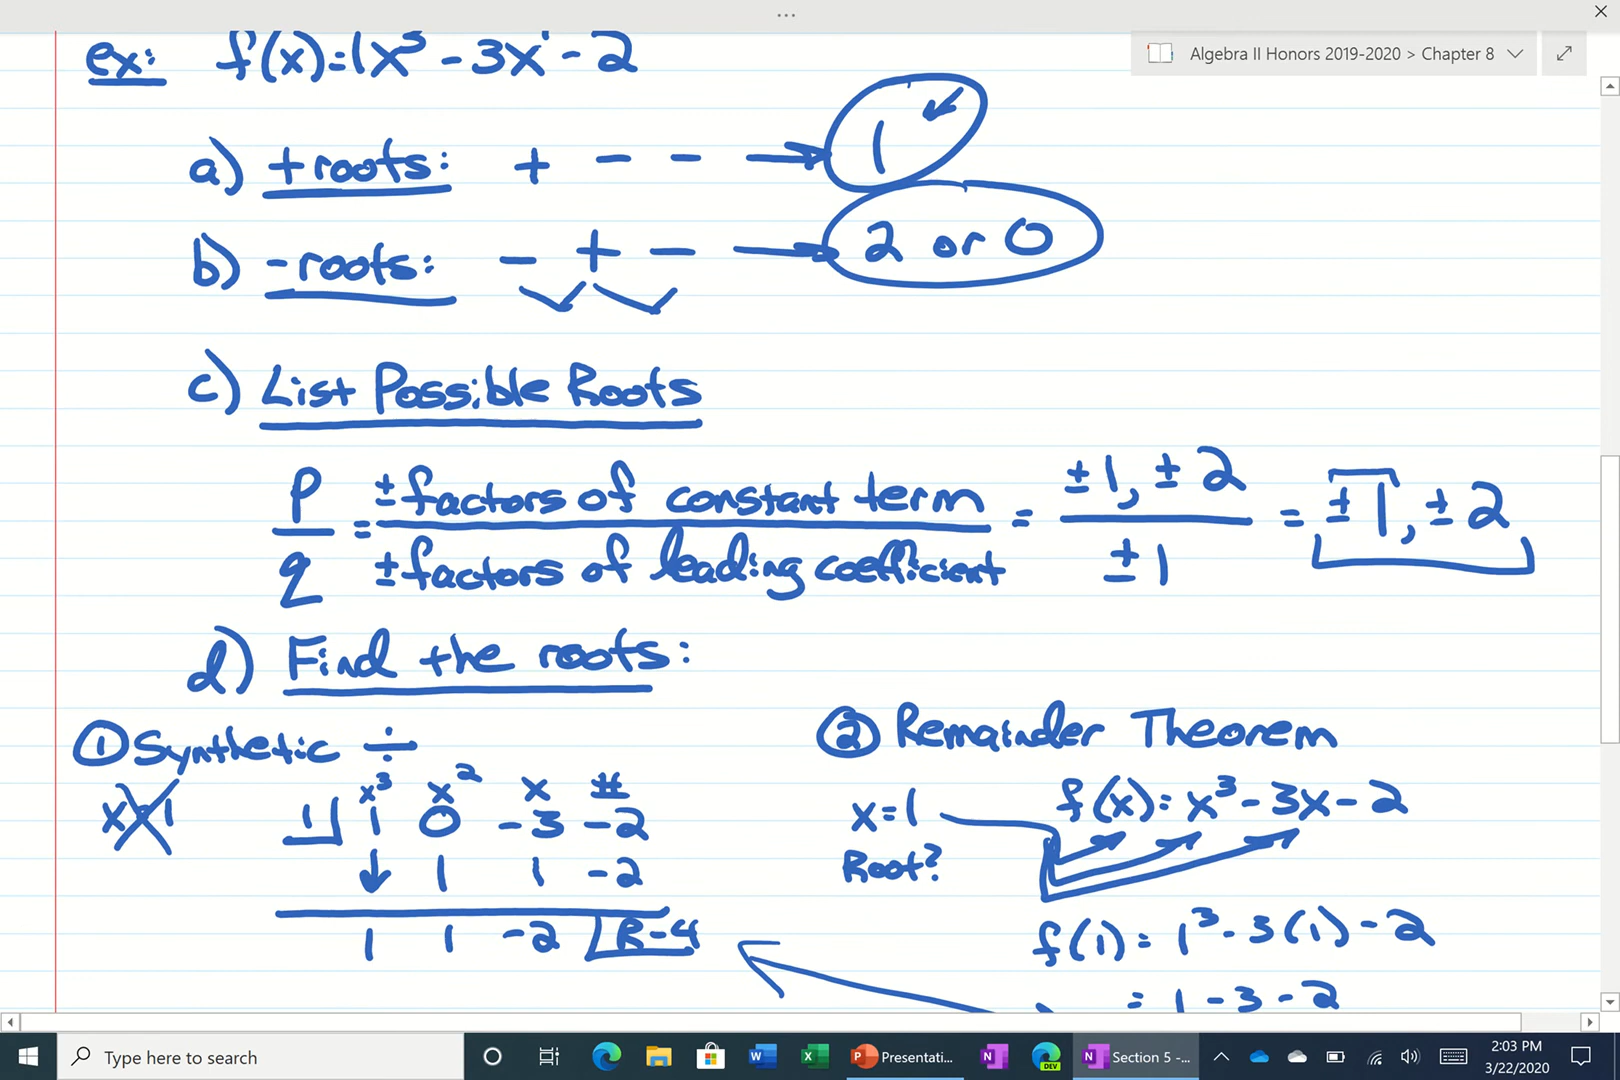 Algebra II Honors 2019-2020 > Chapter 8
ex: f(x)=1x³ - 3x¹ - 2
a) + roots: + - - → 1
b) - roots: - + - → 2 or 0
c) List Possible Roots
p/q = ± factors of constant term / ± factors of leading coefficient = ±1, ±2 / ±1 = ±1, ±2
d) Find the roots:
① Synthetic ÷
x=1
x³ x² x #
1 1 0 -3 -2
↓ 1 1 -2
1 1 -2 R-4
② Remainder Theorem
x=1 f(x)= x³ - 3x - 2
Root?
f(1) = 1³ - 3(1) - 2
= 1 - 3 - 2
Type here to search
Presentati...
DEV
Section 5 -...
2:03 PM
3/22/2020